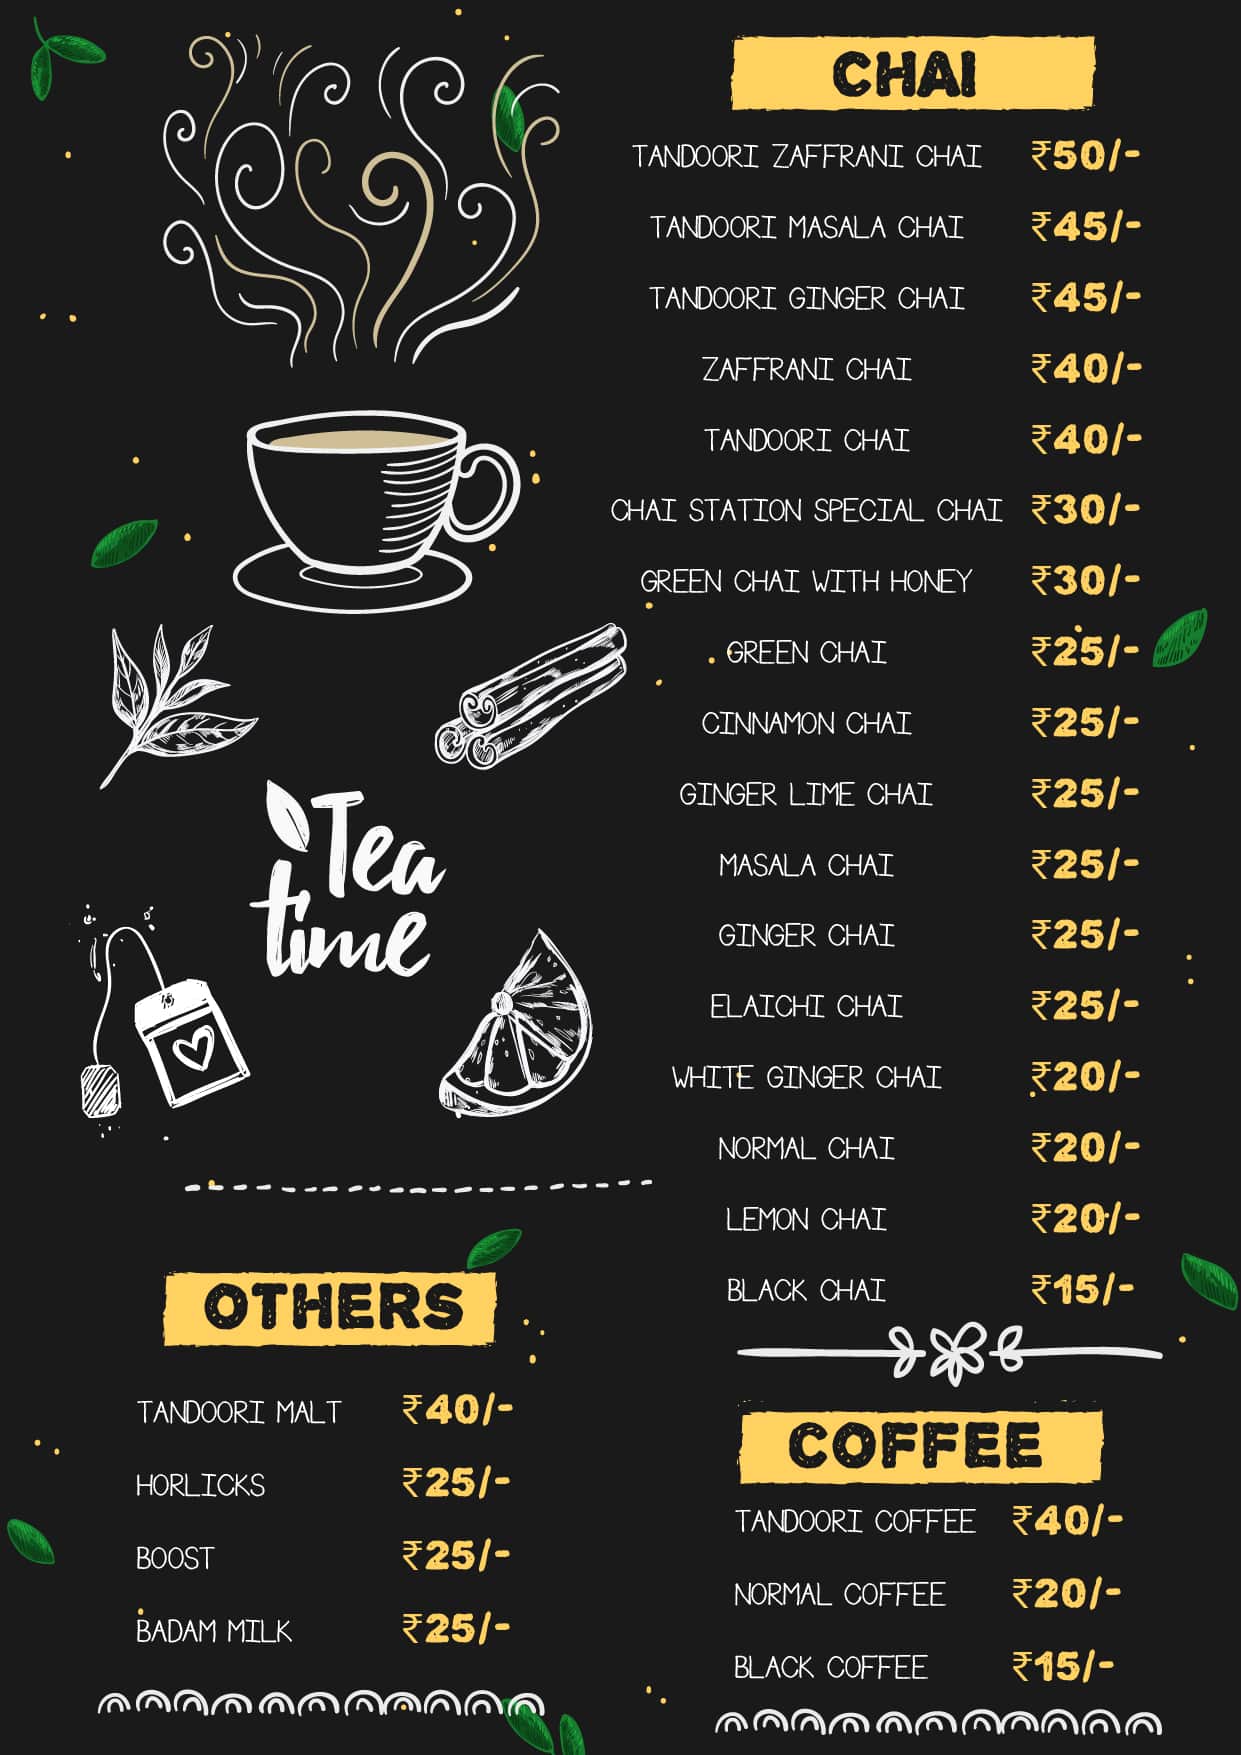 CHAI
TANDOORI ZAFFRANI CHAI ₹50/-
TANDOORI MASALA CHAI ₹45/-
TANDOORI GINGER CHAI ₹45/-
ZAFFRANI CHAI ₹40/-
TANDOORI CHAI ₹40/-
CHAI STATION SPECIAL CHAI ₹30/-
GREEN CHAI WITH HONEY ₹30/-
GREEN CHAI ₹25/-
CINNAMON CHAI ₹25/-
GINGER LIME CHAI ₹25/-
MASALA CHAI ₹25/-
GINGER CHAI ₹25/-
ELAICHI CHAI ₹25/-
WHITE GINGER CHAI ₹20/-
NORMAL CHAI ₹20/-
LEMON CHAI ₹20/-
BLACK CHAI ₹15/-
Tea
time
OTHERS
TANDOORI MALT ₹40/-
HORLICKS ₹25/-
BOOST ₹25/-
BADAM MILK ₹25/-
COFFEE
TANDOORI COFFEE ₹40/-
NORMAL COFFEE ₹20/-
BLACK COFFEE ₹15/-